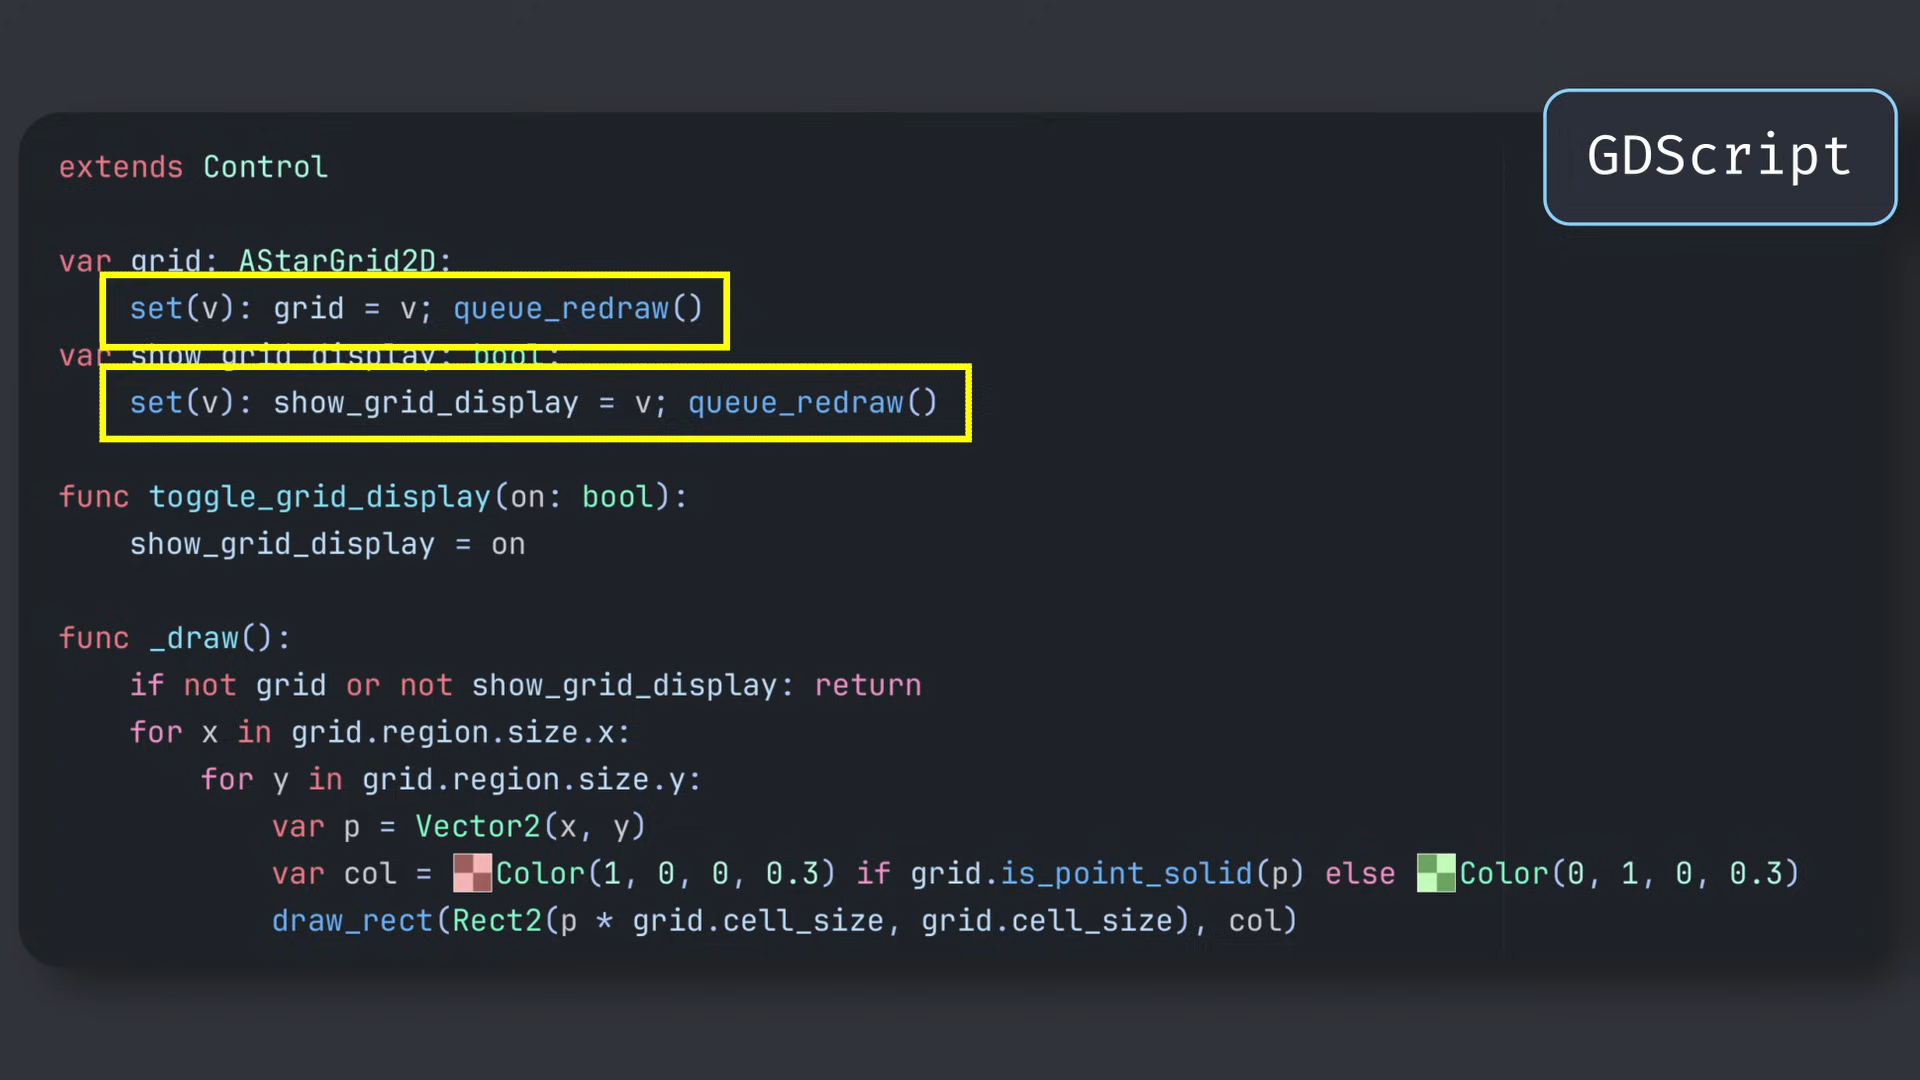 GDScript
extends Control
var grid: AStarGrid2D:
set(v): grid = v; queue_redraw()
var show_grid_display: bool:
set(v): show_grid_display = v; queue_redraw()
func toggle_grid_display(on: bool):
show_grid_display = on
func _draw():
if not grid or not show_grid_display: return
for x in grid.region.size.x:
for y in grid.region.size.y:
var p = Vector2(x, y)
var col = Color(1, 0, 0, 0.3) if grid.is_point_solid(p) else Color(0, 1, 0, 0.3)
draw_rect(Rect2(p * grid.cell_size, grid.cell_size), col)